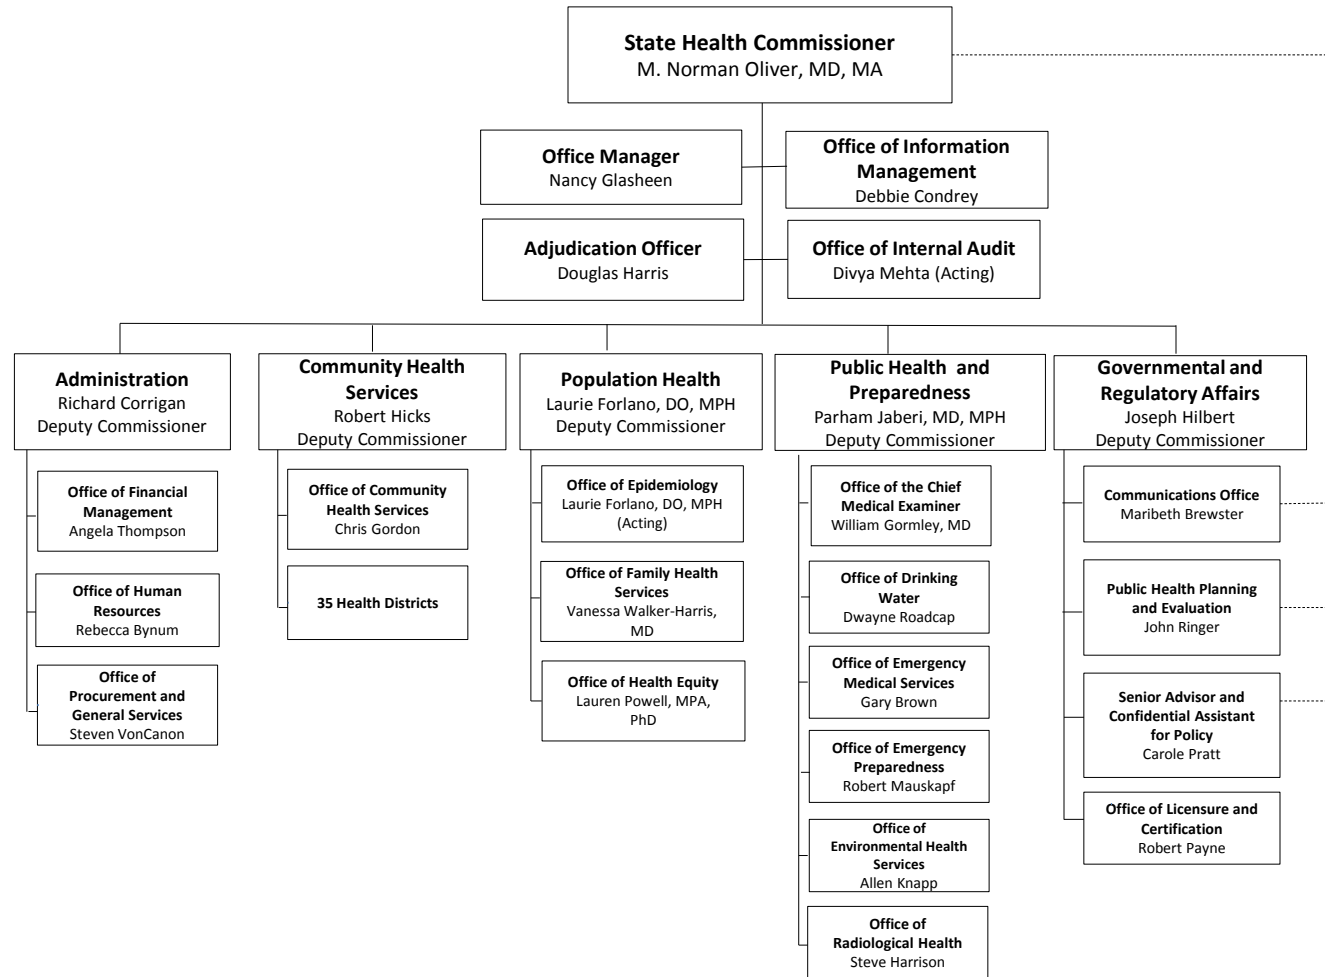 State Health Commissioner
M. Norman Oliver, MD, MA
Office Manager
Nancy Glasheen
Office of Information
Management
Debbie Condrey
Adjudication Officer
Douglas Harris
Office of Internal Audit
Divya Mehta (Acting)
Administration
Richard Corrigan
Deputy Commissioner
Community Health
Services
Robert Hicks
Deputy Commissioner
Population Health
Laurie Forlano, DO, MPH
Deputy Commissioner
Public Health and
Preparedness
Parham Jaberi, MD, MPH
Deputy Commissioner
Governmental and
Regulatory Affairs
Joseph Hilbert
Deputy Commissioner
Office of Financial
Management
Angela Thompson
Office of Human
Resources
Rebecca Bynum
Office of
Procurement and
General Services
Steven VonCanon
Office of Community
Health Services
Chris Gordon
35 Health Districts
Office of Epidemiology
Laurie Forlano, DO, MPH
(Acting)
Office of Family Health
Services
Vanessa Walker-Harris,
MD
Office of Health Equity
Lauren Powell, MPA,
PhD
Office of the Chief
Medical Examiner
William Gormley, MD
Office of Drinking
Water
Dwayne Roadcap
Office of Emergency
Medical Services
Gary Brown
Office of Emergency
Preparedness
Robert Mauskapf
Office of
Environmental Health
Services
Allen Knapp
Office of
Radiological Health
Steve Harrison
Communications Office
Maribeth Brewster
Public Health Planning
and Evaluation
John Ringer
Senior Advisor and
Confidential Assistant
for Policy
Carole Pratt
Office of Licensure and
Certification
Robert Payne